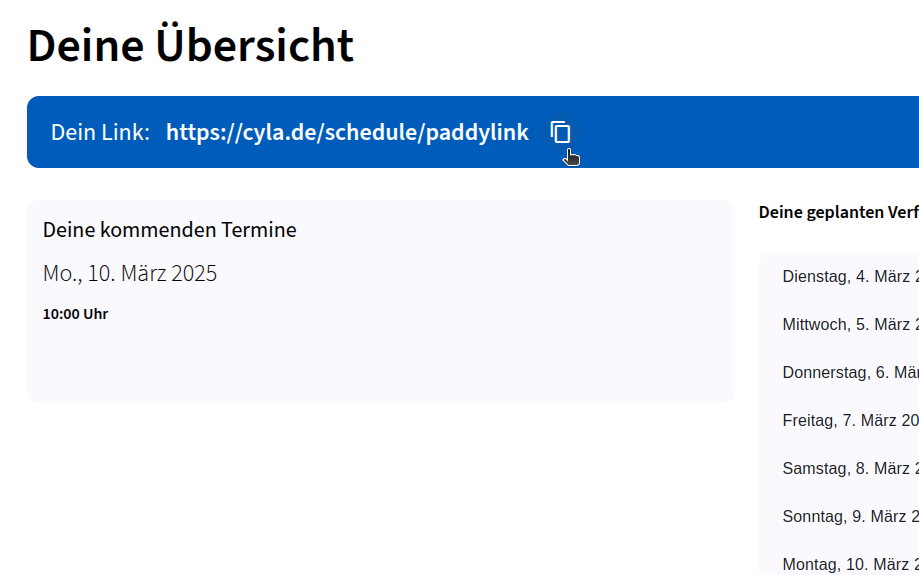 Deine Übersicht
Dein Link: https://cyla.de/schedule/paddylink
Deine kommenden Termine
Mo., 10. März 2025
10:00 Uhr
Deine geplanten Verf
Dienstag, 4. März 2
Mittwoch, 5. März 2
Donnerstag, 6. Mär
Freitag, 7. März 20
Samstag, 8. März 2
Sonntag, 9. März 2
Montag, 10. März 2